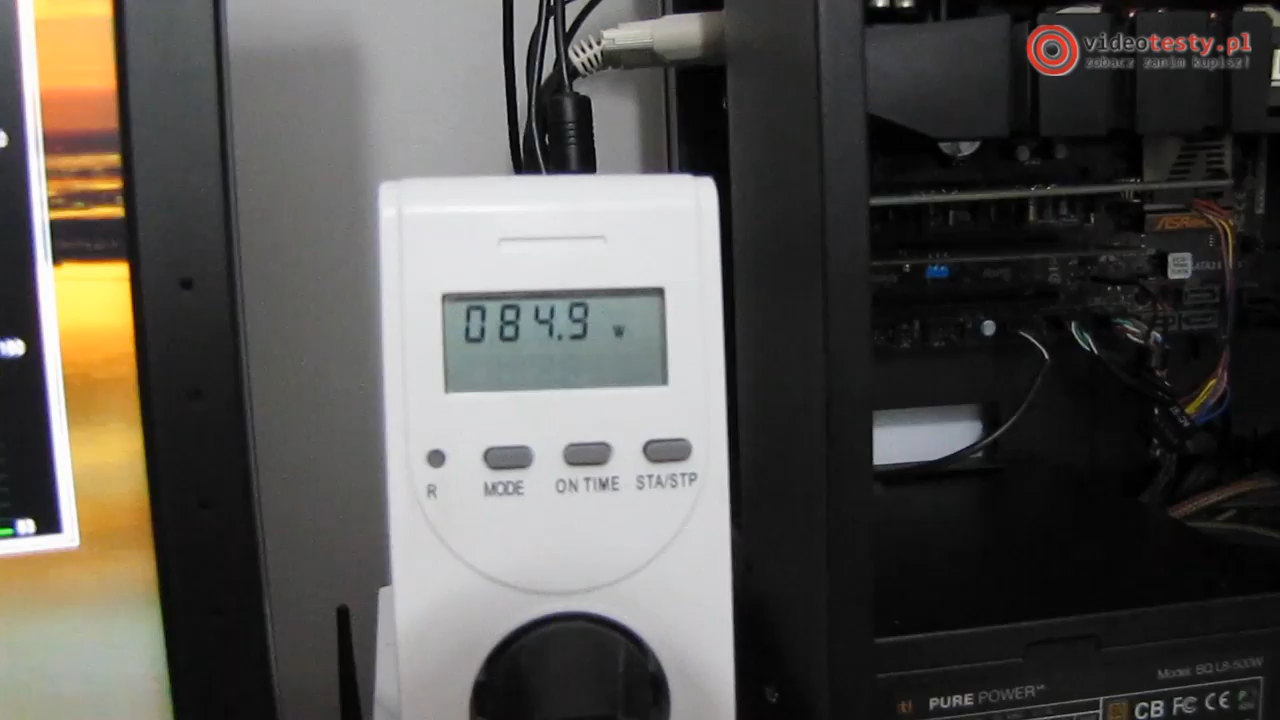 videotesty.pl
zobacz zanim kupisz!
084.9 W
R
MODE
ON TIME
STA/STP
PURE POWER
Model: BQ L8-500W
CB FC CE